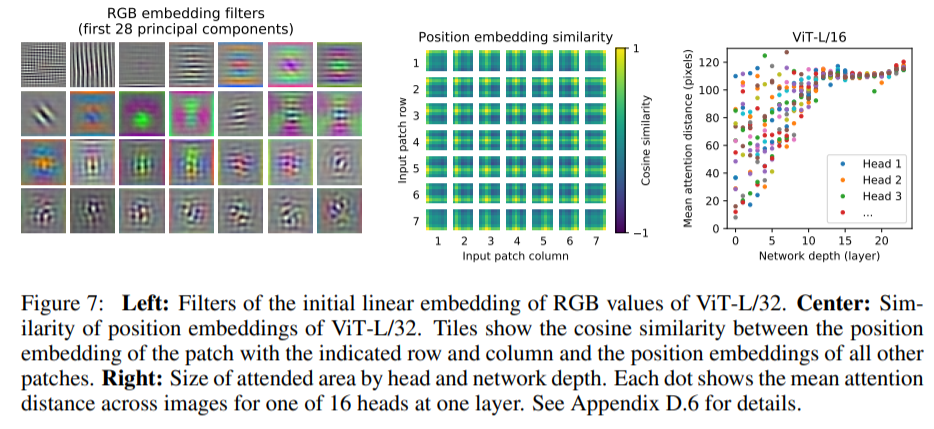 RGB embedding filters
(first 28 principal components)
Position embedding similarity
1
2
3
4
5
6
7
Input patch row
1 2 3 4 5 6 7
Input patch column
1
−1
Cosine similarity
ViT-L/16
120
100
80
60
40
20
0
Mean attention distance (pixels)
Head 1
Head 2
Head 3
...
0 5 10 15 20
Network depth (layer)
Figure 7: Left: Filters of the initial linear embedding of RGB values of ViT-L/32. Center: Sim-
ilarity of position embeddings of ViT-L/32. Tiles show the cosine similarity between the position
embedding of the patch with the indicated row and column and the position embeddings of all other
patches. Right: Size of attended area by head and network depth. Each dot shows the mean attention
distance across images for one of 16 heads at one layer. See Appendix D.6 for details.